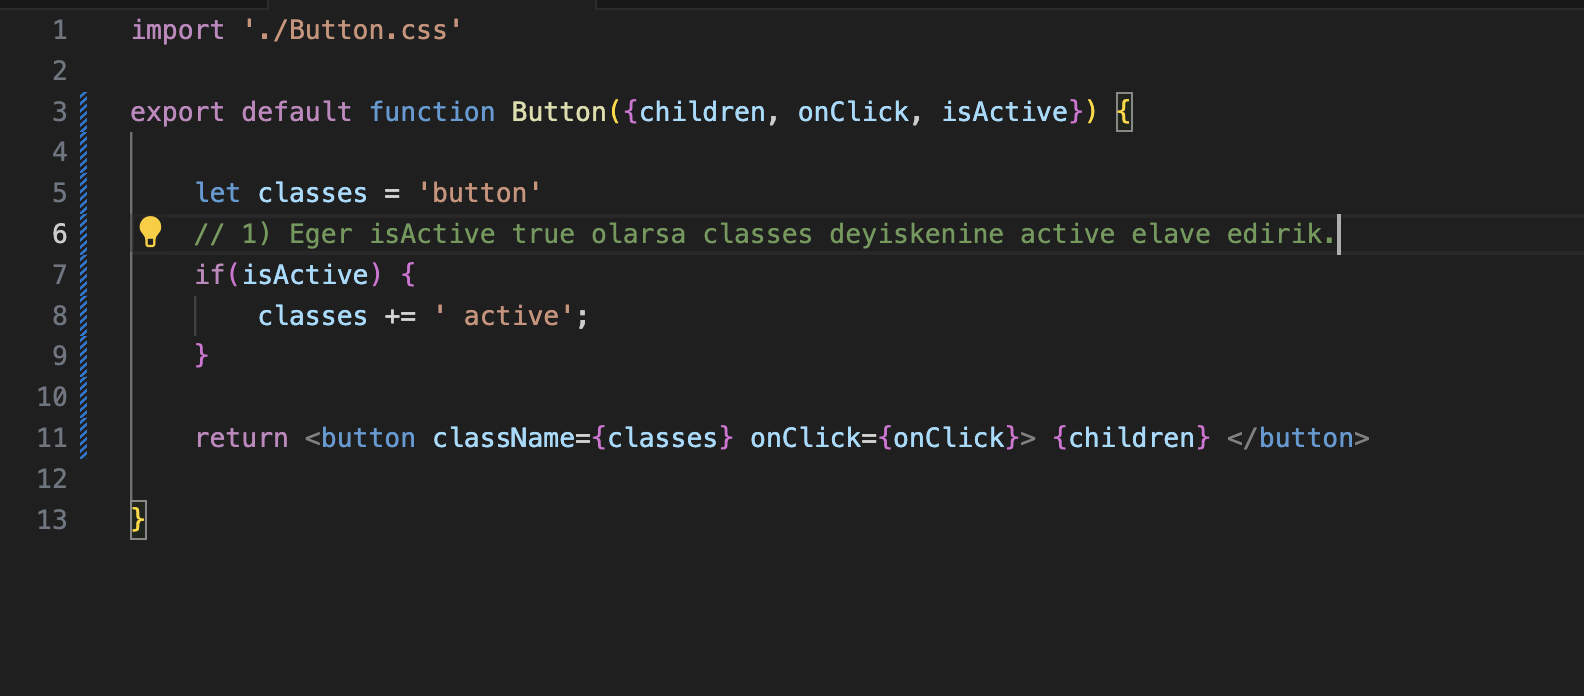 1 import './Button.css'
2
3 export default function Button({children, onClick, isActive}) {
4
5     let classes = 'button'
6     // 1) Eger isActive true olarsa classes deyiskenine active elave edirik.
7     if(isActive) {
8         classes += ' active';
9     }
10
11     return <button className={classes} onClick={onClick}> {children} </button>
12
13 }